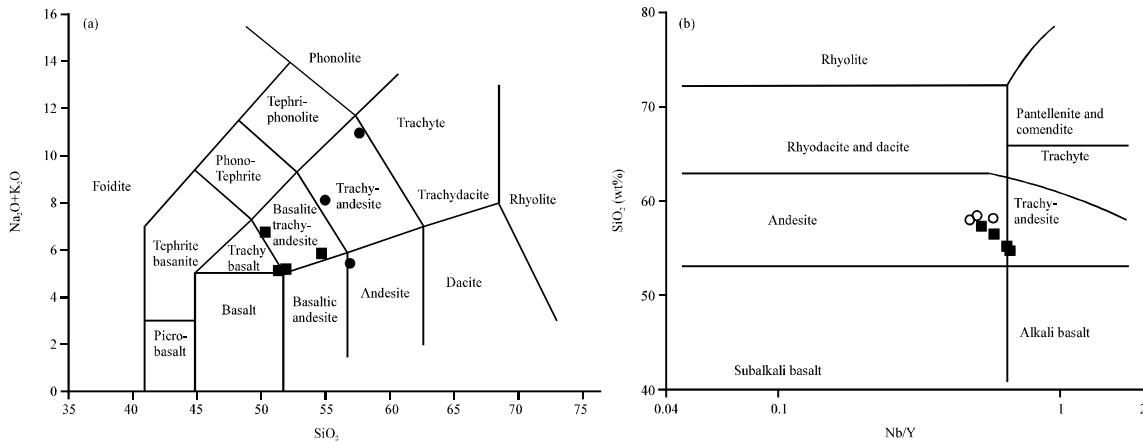 (a)
16
14
12
10
8
6
4
2
0
Na2O+K2O
35
40
45
50
55
60
65
70
75
SiO2
Phonolite
Tephri-
phonolite
Trachyte
Phono-
Tephrite
Foidite
Trachy-
andesite
Trachydacite
Rhyolite
Basalite
trachy-
andesite
Tephrite
basanite
Trachy
basalt
Basalt
Basaltic
andesite
Andesite
Dacite
Picro-
basalt
(b)
80
70
60
50
40
SiO2 (wt%)
0.04
0.1
1
2
Nb/Y
Rhyolite
Pantellenite and
comendite
Rhyodacite and dacite
Trachyte
Andesite
Trachy-
andesite
Alkali basalt
Subalkali basalt